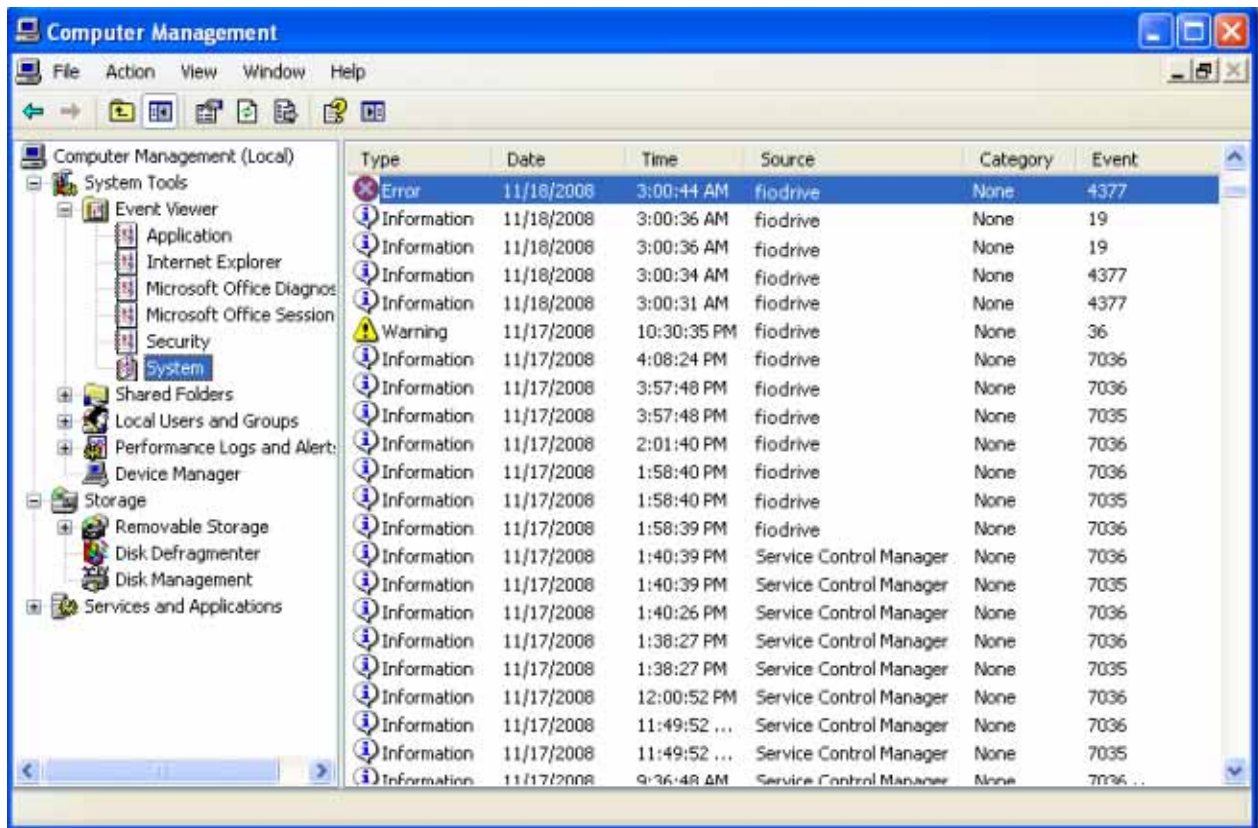 Computer Management
File Action View Window Help
Computer Management (Local)
System Tools
Event Viewer
Application
Internet Explorer
Microsoft Office Diagnos
Microsoft Office Session
Security
System
Shared Folders
Local Users and Groups
Performance Logs and Alert
Device Manager
Storage
Removable Storage
Disk Defragmenter
Disk Management
Services and Applications
Type Date Time Source Category Event
Error 11/18/2008 3:00:44 AM fiodrive None 4377
Information 11/18/2008 3:00:36 AM fiodrive None 19
Information 11/18/2008 3:00:36 AM fiodrive None 19
Information 11/18/2008 3:00:34 AM fiodrive None 4377
Information 11/18/2008 3:00:31 AM fiodrive None 4377
Warning 11/17/2008 10:30:35 PM fiodrive None 36
Information 11/17/2008 4:08:24 PM fiodrive None 7036
Information 11/17/2008 3:57:48 PM fiodrive None 7036
Information 11/17/2008 3:57:48 PM fiodrive None 7035
Information 11/17/2008 2:01:40 PM fiodrive None 7036
Information 11/17/2008 1:58:40 PM fiodrive None 7036
Information 11/17/2008 1:58:40 PM fiodrive None 7035
Information 11/17/2008 1:58:39 PM fiodrive None 7036
Information 11/17/2008 1:40:39 PM Service Control Manager None 7036
Information 11/17/2008 1:40:39 PM Service Control Manager None 7035
Information 11/17/2008 1:40:26 PM Service Control Manager None 7036
Information 11/17/2008 1:38:27 PM Service Control Manager None 7036
Information 11/17/2008 1:38:27 PM Service Control Manager None 7035
Information 11/17/2008 12:00:52 PM Service Control Manager None 7036
Information 11/17/2008 11:49:52 ... Service Control Manager None 7036
Information 11/17/2008 11:49:52 ... Service Control Manager None 7035
Information 11/17/2008 9:36:48 AM Service Control Manager None 7036 ...